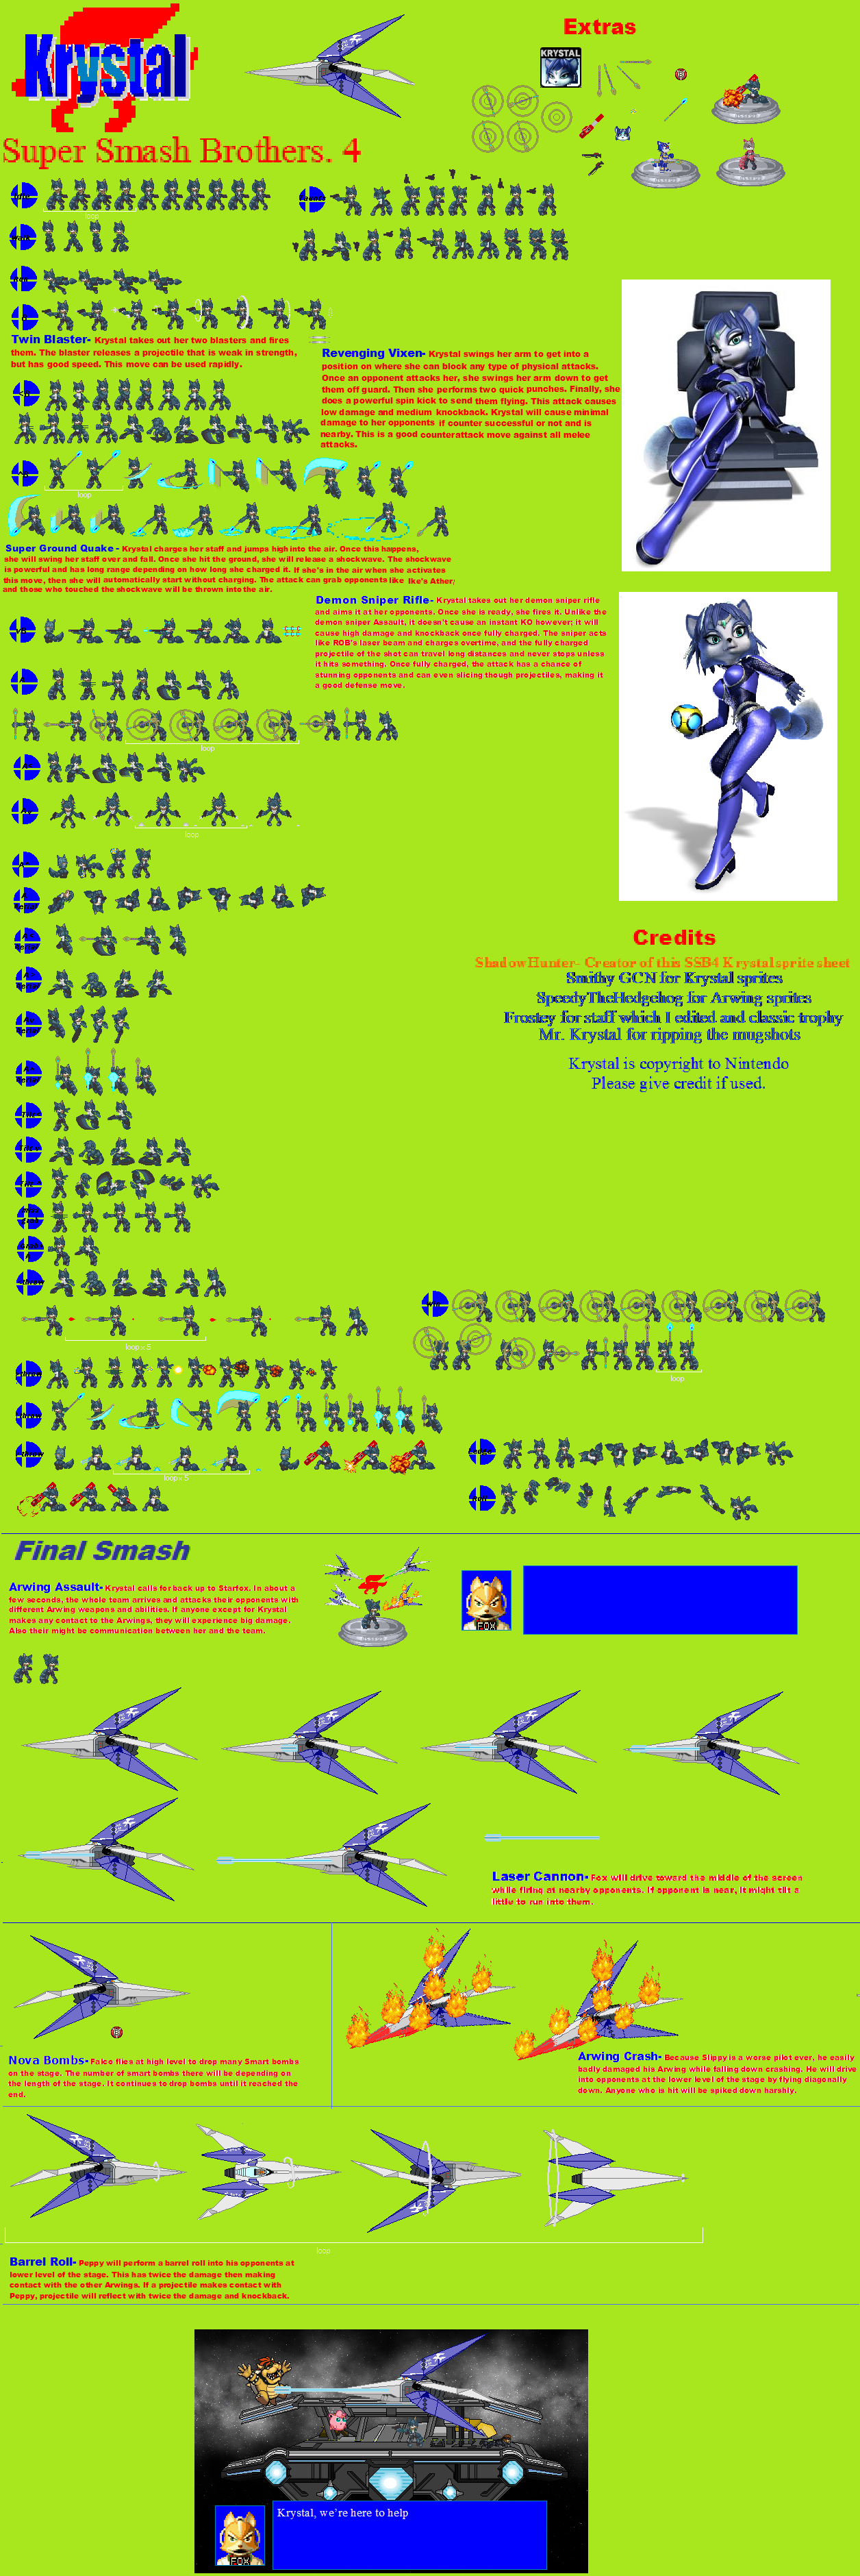 Krystal
Super Smash Brothers. 4
Extras
KRYSTAL
loop
Twin Blaster- Krystal takes out her two blasters and fires
them. The blaster releases a projectile that is weak in strength,
but has good speed. This move can be used rapidly.
Revenging Vixen- Krystal swings her arm to get into a
position on where she can block any type of physical attacks.
Once an opponent attacks her, she swings her arm down to get
them off guard. Then she performs two quick punches. Finally, she
does a powerful spin kick to send them flying. This attack causes
low damage and medium knockback. Krystal will cause minimal
damage to her opponents if counter successful or not and is
nearby. This is a good counterattack move against all melee
attacks.
loop
Super Ground Quake - Krystal charges her staff and jumps high into the air. Once this happens,
she will swing her staff over and fall. Once she hit the ground, she will release a shockwave. The shockwave
is powerful and has long range depending on how long she charged it. If she's in the air when she activates
this move, then she will automatically start without charging. The attack can grab opponents like Ike's Ather,
and those who touched the shockwave will be thrown into the air.
Demon Sniper Rifle- Krystal takes out her demon sniper rifle
and aims it at her opponents. Once she is ready, she fires it. Unlike the
demon sniper Assault, it doesn't cause an instant KO however; it will
cause high damage and knockback once fully charged. The sniper acts
like ROB's laser beam and charges overtime, and the fully charged
projectile of the shot can travel long distances and never stops unless
it hits something. Once fully charged, the attack has a chance of
stunning opponents and can even slicing though projectiles, making it
a good defense move.
loop
loop
Credits
ShadowHunter- Creator of this SSB4 Krystal sprite sheet
Smithy GCN for Krystal sprites
SpeedyTheHedgehog for Arwing sprites
Frostey for staff which I edited and classic trophy
Mr. Krystal for ripping the mugshots
Krystal is copyright to Nintendo
Please give credit if used.
loop x 5
loop
loop x 5
Final Smash
Arwing Assault- Krystal calls for back up to Starfox. In about a
few seconds, the whole team arrives and attacks their opponents with
different Arwing weapons and abilities. If anyone except for Krystal
makes any contact to the Arwings, they will experience big damage.
Also their might be communication between her and the team.
FOX
Laser Cannon- Fox will drive toward the middle of the screen
while firing at nearby opponents. If opponent is near, it might tilt a
little to run into them.
Nova Bombs- Falco flies at high level to drop many Smart bombs
on the stage. The number of smart bombs there will be depending on
the length of the stage. It continues to drop bombs until it reached the
end.
Arwing Crash- Because Slippy is a worse pilot ever, he easily
badly damaged his Arwing while falling down crashing. He will drive
into opponents at the lower level of the stage by flying diagonally
down. Anyone who is hit will be spiked down harshly.
loop
Barrel Roll- Peppy will perform a barrel roll into his opponents at
lower level of the stage. This has twice the damage then making
contact with the other Arwings. If a projectile makes contact with
Peppy, projectile will reflect with twice the damage and knockback.
Krystal, we're here to help
FOX